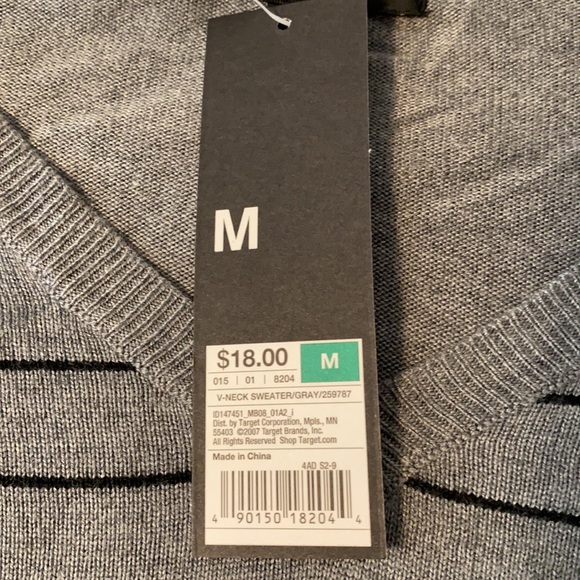 M
$18.00 M
015 | 01 | 8204
V-NECK SWEATER/GRAY/259787
ID147451_MB08_01A2_i
Dist. by Target Corporation, Mpls., MN
55403 ©2007 Target Brands, Inc.
All Rights Reserved Shop Target.com
Made in China
4AD S2-9
4 90150 18204 4